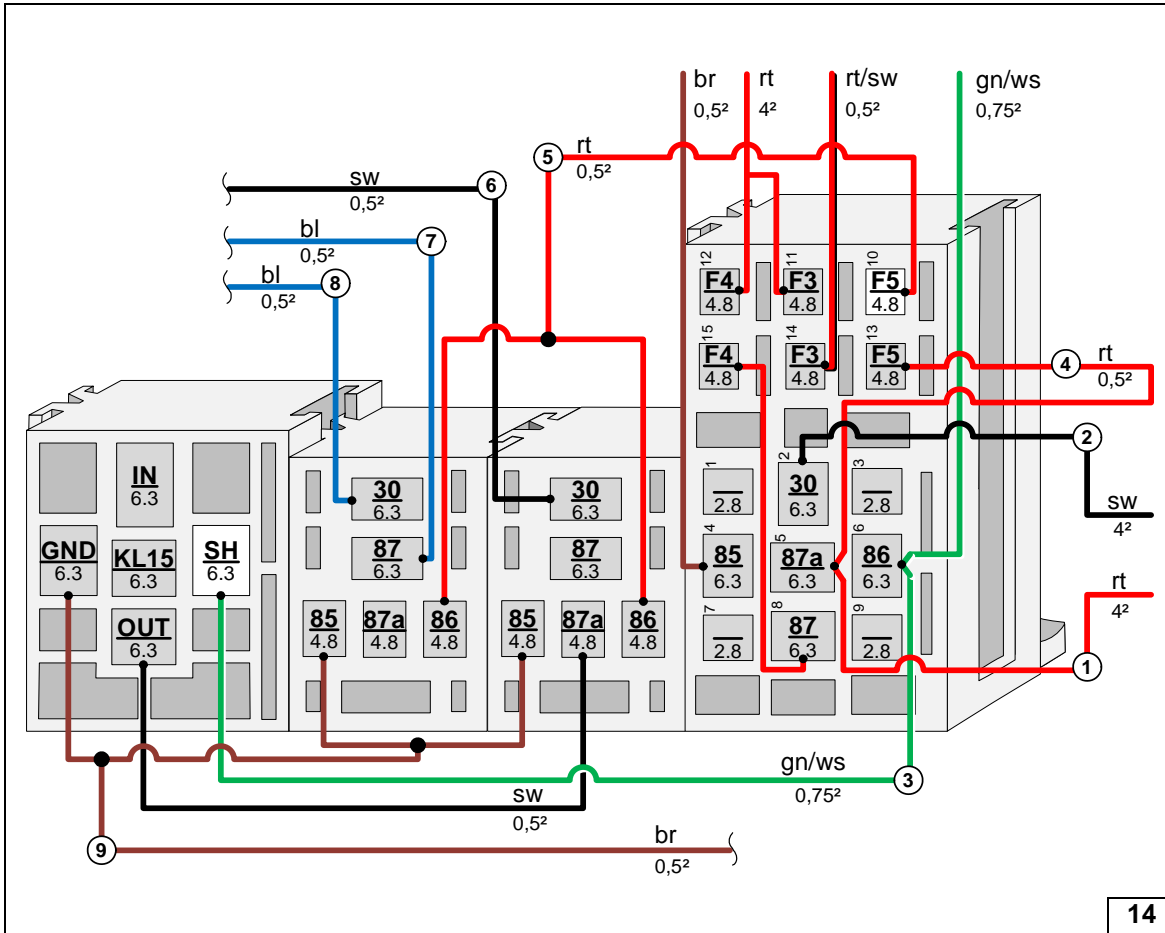 br rt rt/sw gn/ws
0,5² 4² 0,5² 0,75²
5 rt
0,5²
sw 6
0,5²
bl 7
0,5²
bl 8
0,5²
12 11 10
F4 F3 F5
4.8 4.8 4.8
15 14 13
F4 F3 F5
4.8 4.8 4.8
4 rt
0,5²
2
sw
4²
1 2 3
2.8 30 2.8
6.3
4 5 6
85 87a 86
6.3 6.3 6.3
7 8 9
2.8 87 2.8
6.3
rt
4²
1
IN
6.3
GND KL15 SH
6.3 6.3 6.3
OUT
6.3
30
6.3
87
6.3
85 87a 86
4.8 4.8 4.8
30
6.3
87
6.3
85 87a 86
4.8 4.8 4.8
gn/ws 3
0,75²
sw
0,5²
9 br
0,5²
14